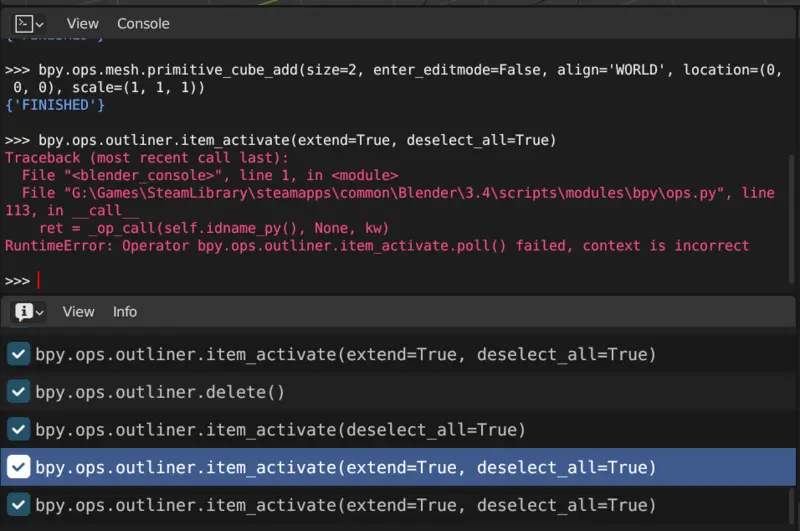 View Console
{'FINISHED'}
>>> bpy.ops.mesh.primitive_cube_add(size=2, enter_editmode=False, align='WORLD', location=(0,
0, 0), scale=(1, 1, 1))
{'FINISHED'}
>>> bpy.ops.outliner.item_activate(extend=True, deselect_all=True)
Traceback (most recent call last):
File "<blender_console>", line 1, in <module>
File "G:\Games\SteamLibrary\steamapps\common\Blender\3.4\scripts\modules\bpy\ops.py", line
113, in __call__
ret = _op_call(self.idname_py(), None, kw)
RuntimeError: Operator bpy.ops.outliner.item_activate.poll() failed, context is incorrect
>>>
View Info
bpy.ops.outliner.item_activate(extend=True, deselect_all=True)
bpy.ops.outliner.delete()
bpy.ops.outliner.item_activate(deselect_all=True)
bpy.ops.outliner.item_activate(extend=True, deselect_all=True)
bpy.ops.outliner.item_activate(extend=True, deselect_all=True)